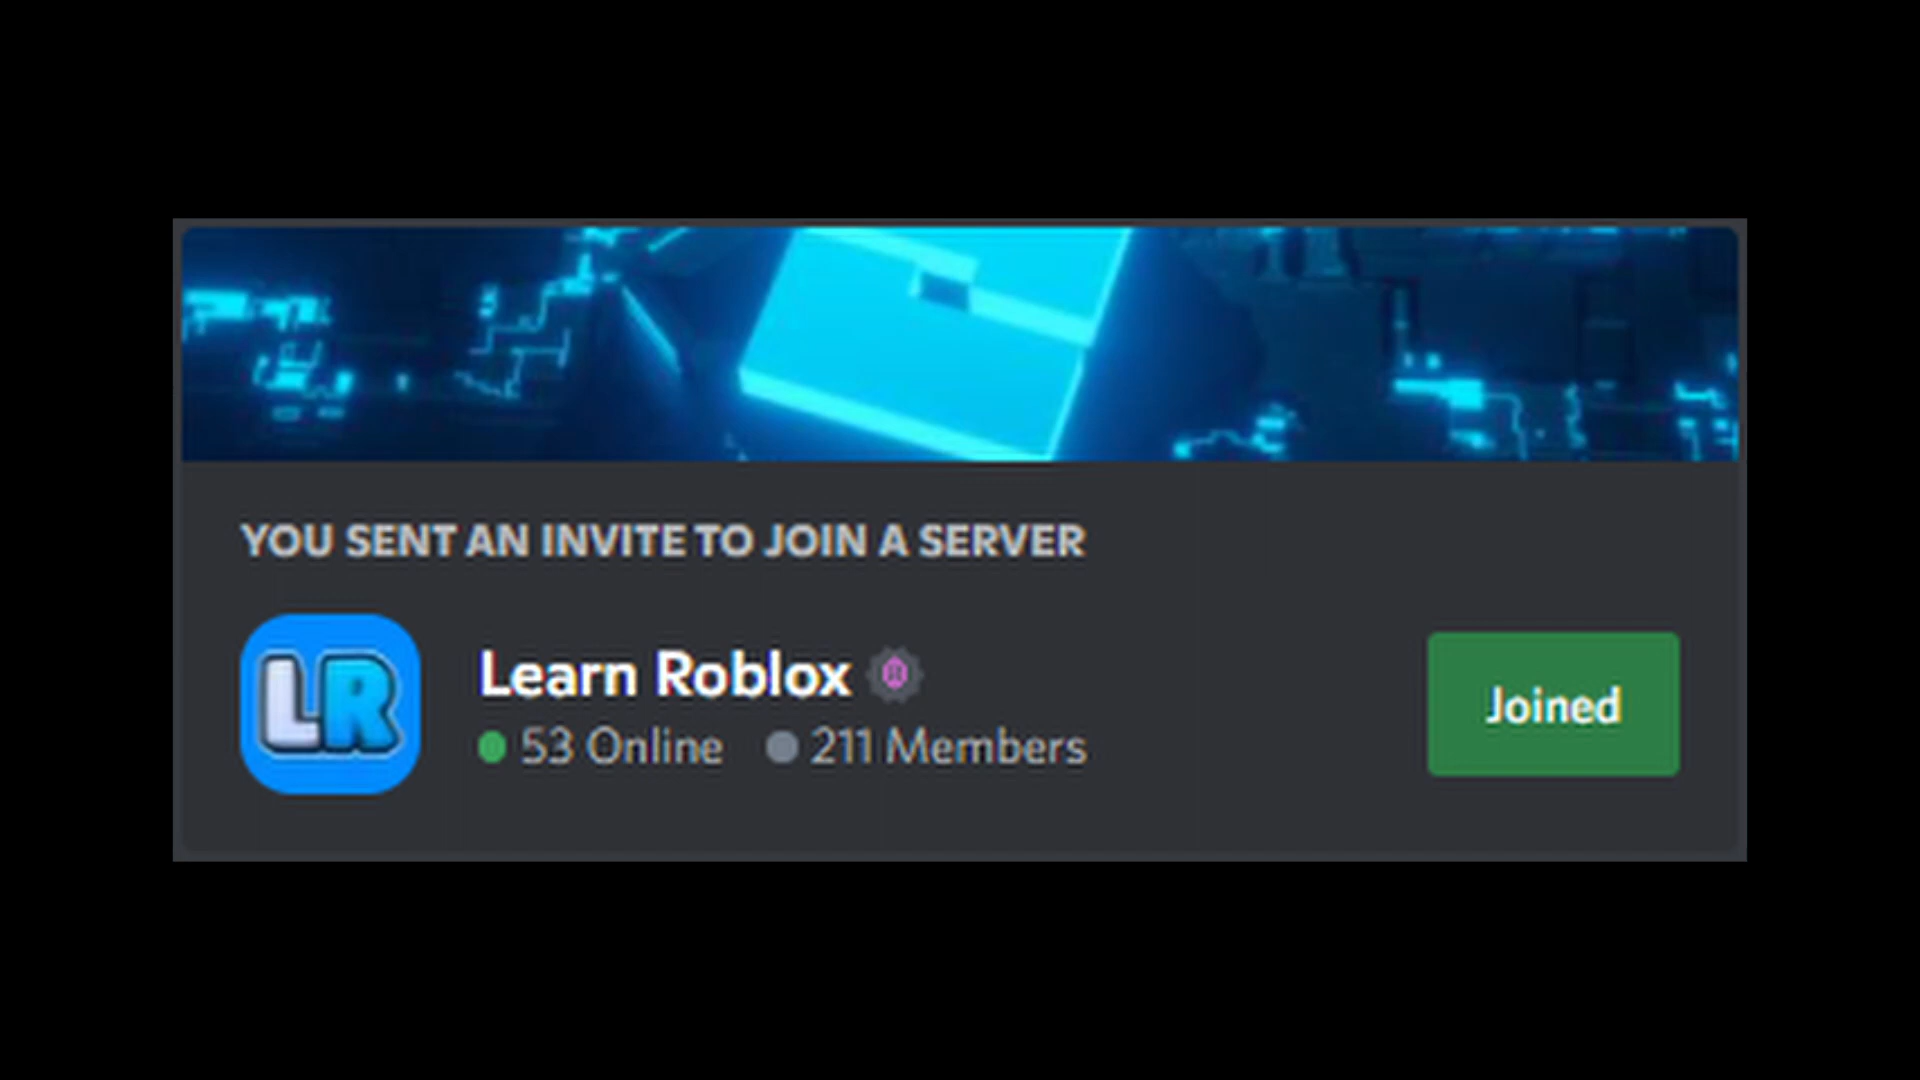 YOU SENT AN INVITE TO JOIN A SERVER
LR
Learn Roblox
53 Online 211 Members
Joined